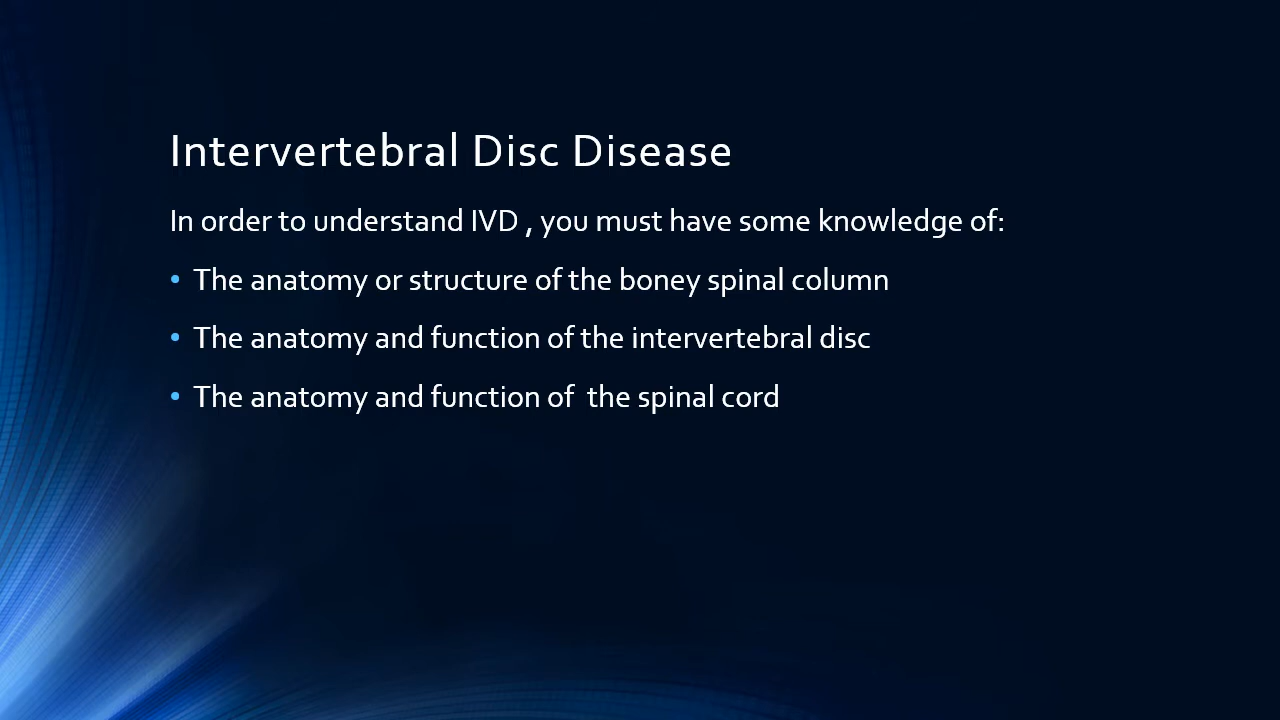 Intervertebral Disc Disease
In order to understand IVD , you must have some knowledge of:
• The anatomy or structure of the boney spinal column
• The anatomy and function of the intervertebral disc
• The anatomy and function of  the spinal cord